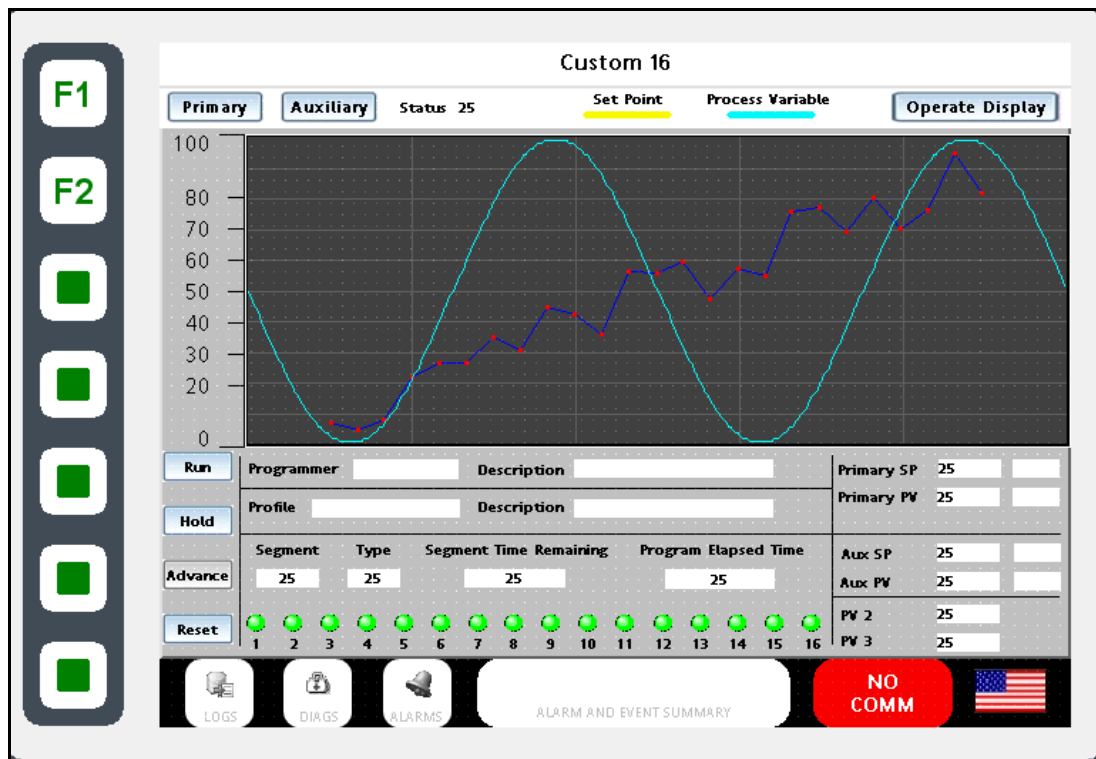 F1
F2
Custom 16
Primary Auxiliary Status 25 Set Point Process Variable Operate Display
100
80
70
60
50
40
30
20
0
Run Programmer Description Primary SP 25
Primary PV 25
Hold Profile Description
Segment Type Segment Time Remaining Program Elapsed Time Aux SP 25
Advance 25 25 25 25 Aux PV 25
PV 2 25
Reset
1 2 3 4 5 6 7 8 9 10 11 12 13 14 15 16 PV 3 25
LOGS DIAGS ALARMS ALARM AND EVENT SUMMARY
NO
COMM